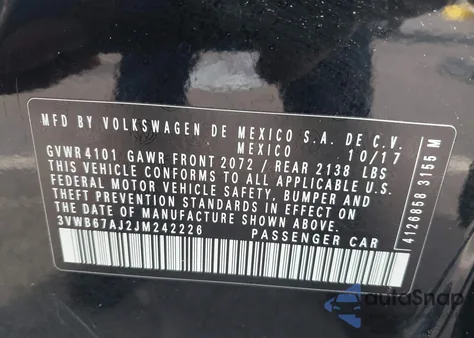 MFD BY VOLKSWAGEN DE MEXICO S.A. DE C.V.
MEXICO 10/17
GVWR 4101 GAWR FRONT 2072 / REAR 2138 LBS
THIS VEHICLE CONFORMS TO ALL APPLICABLE U.S.
FEDERAL MOTOR VEHICLE SAFETY, BUMPER AND
THEFT PREVENTION STANDARDS IN EFFECT ON
THE DATE OF MANUFACTURE SHOWN ABOVE.
3VWB67AJ2JM242226 PASSENGER CAR
4126858 3155 M
autoSnap